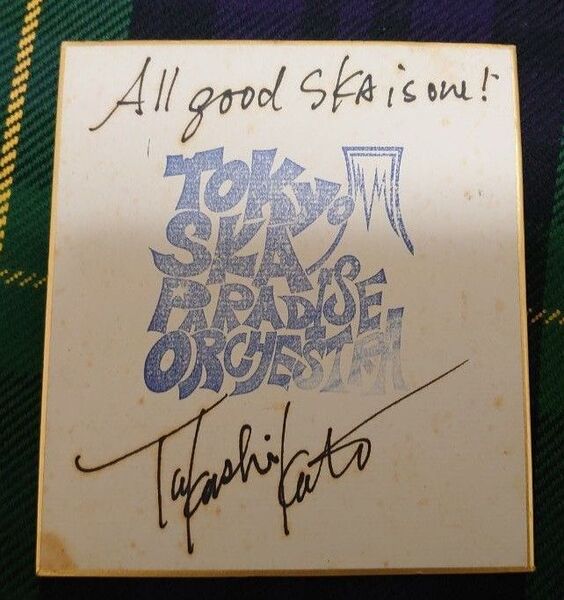 All good SKA is one!
TOKYO
SKA
PARADISE
ORCHESTRA
Takashi Kato